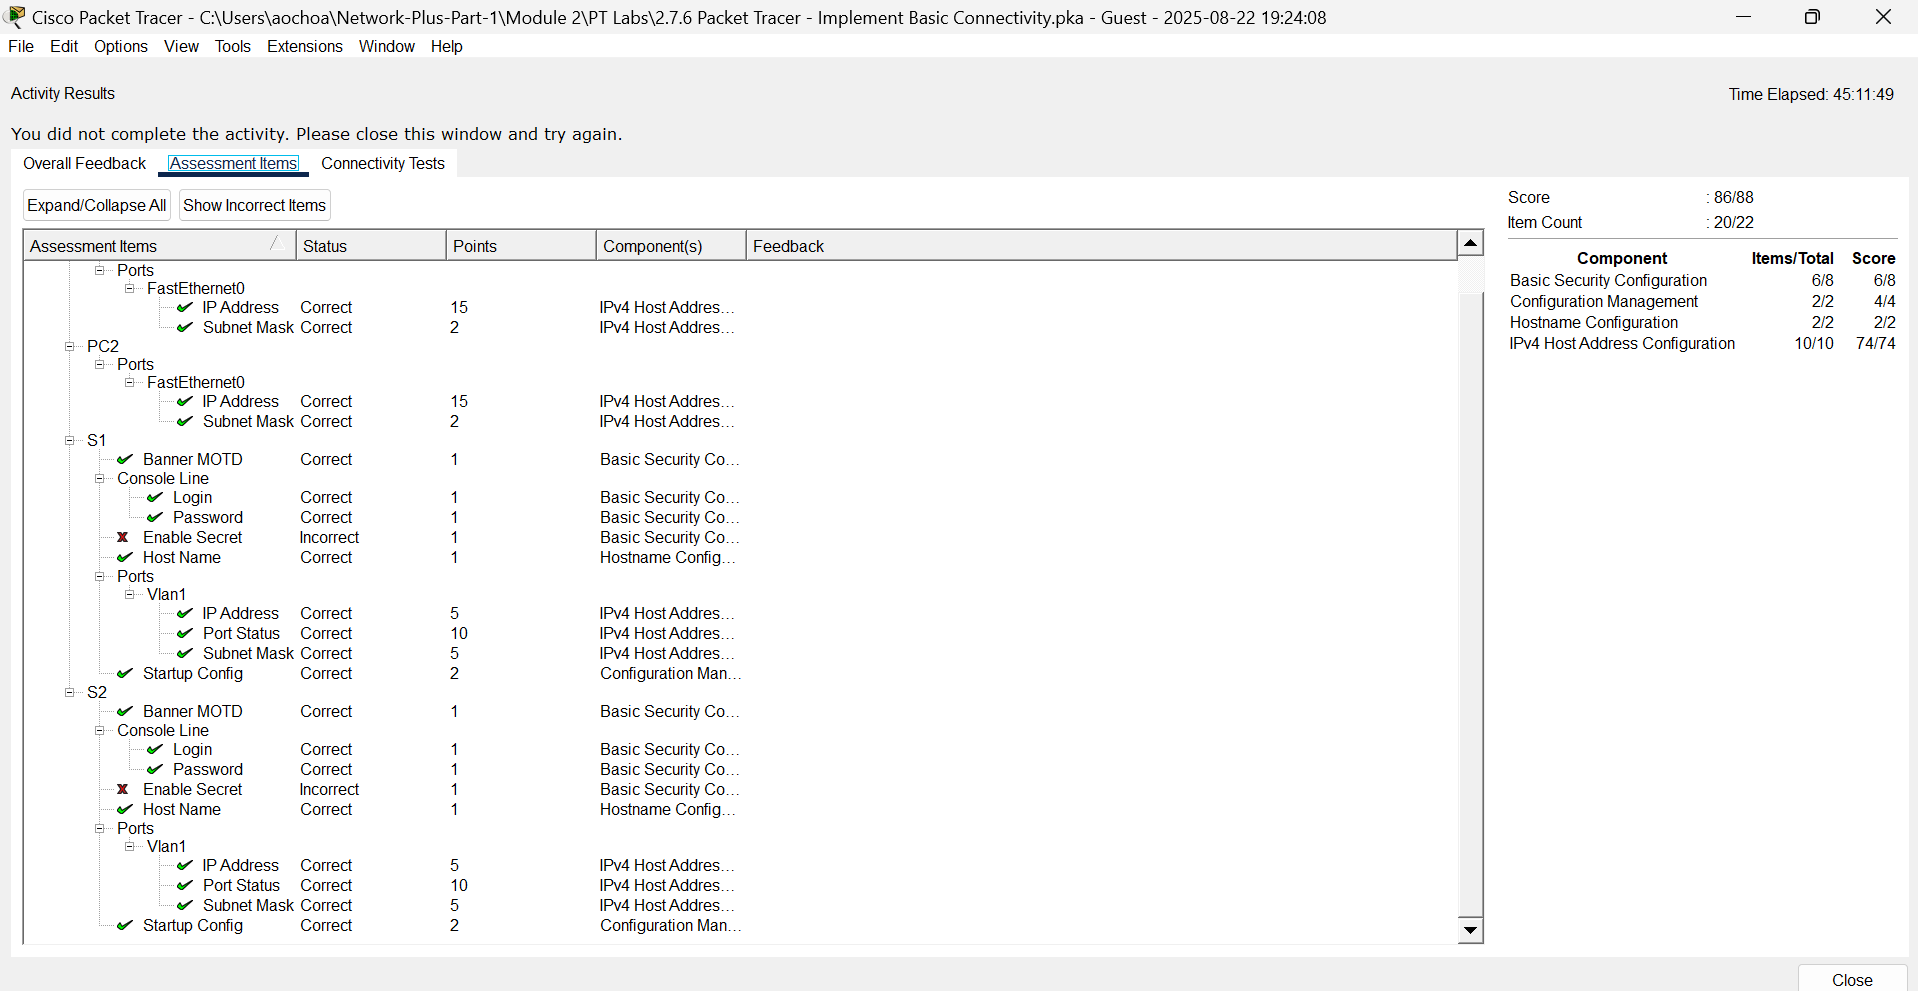 Cisco Packet Tracer - C:\Users\aochoa\Network-Plus-Part-1\Module 2\PT Labs\2.7.6 Packet Tracer - Implement Basic Connectivity.pka - Guest - 2025-08-22 19:24:08
File Edit Options View Tools Extensions Window Help
Activity Results
Time Elapsed: 45:11:49
You did not complete the activity. Please close this window and try again.
Overall Feedback Assessment Items Connectivity Tests
Expand/Collapse All Show Incorrect Items
Assessment Items Status Points Component(s) Feedback
Ports
FastEthernet0
IP Address Correct 15 IPv4 Host Addres...
Subnet Mask Correct 2 IPv4 Host Addres...
PC2
Ports
FastEthernet0
IP Address Correct 15 IPv4 Host Addres...
Subnet Mask Correct 2 IPv4 Host Addres...
S1
Banner MOTD Correct 1 Basic Security Co...
Console Line
Login Correct 1 Basic Security Co...
Password Correct 1 Basic Security Co...
Enable Secret Incorrect 1 Basic Security Co...
Host Name Correct 1 Hostname Config...
Ports
Vlan1
IP Address Correct 5 IPv4 Host Addres...
Port Status Correct 10 IPv4 Host Addres...
Subnet Mask Correct 5 IPv4 Host Addres...
Startup Config Correct 2 Configuration Man...
S2
Banner MOTD Correct 1 Basic Security Co...
Console Line
Login Correct 1 Basic Security Co...
Password Correct 1 Basic Security Co...
Enable Secret Incorrect 1 Basic Security Co...
Host Name Correct 1 Hostname Config...
Ports
Vlan1
IP Address Correct 5 IPv4 Host Addres...
Port Status Correct 10 IPv4 Host Addres...
Subnet Mask Correct 5 IPv4 Host Addres...
Startup Config Correct 2 Configuration Man...
Score : 86/88
Item Count : 20/22
Component Items/Total Score
Basic Security Configuration 6/8 6/8
Configuration Management 2/2 4/4
Hostname Configuration 2/2 2/2
IPv4 Host Address Configuration 10/10 74/74
Close